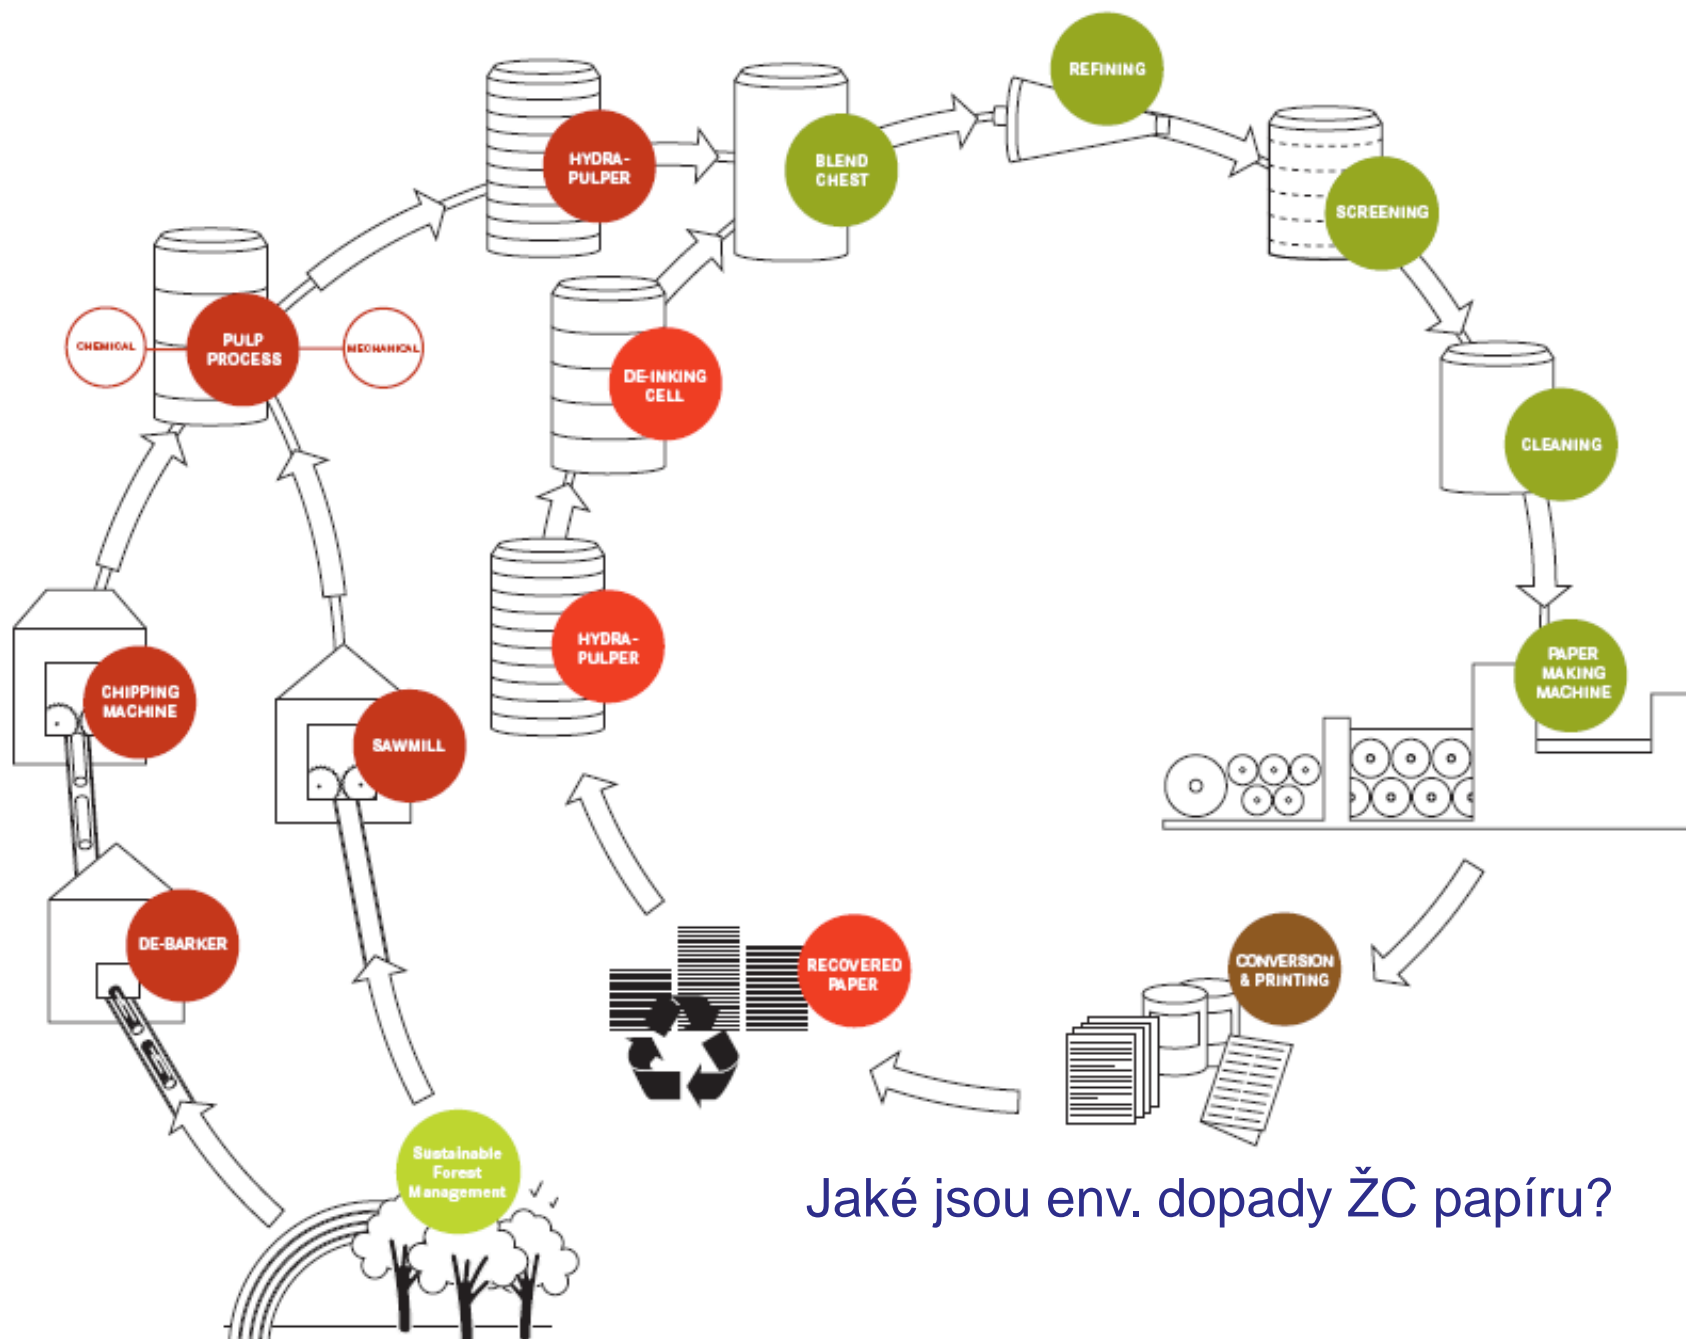 REFINING
HYDRA-
PULPER
BLEND
CHEST
SCREENING
CHEMICAL
PULP
PROCESS
MECHANICAL
DE-INKING
CELL
CLEANING
HYDRA-
PULPER
PAPER
MAKING
MACHINE
CHIPPING
MACHINE
SAWMILL
DE-BARKER
RECOVERED
PAPER
CONVERSION
& PRINTING
Sustainable
Forest
Management
Jaké jsou env. dopady ŽC papíru?